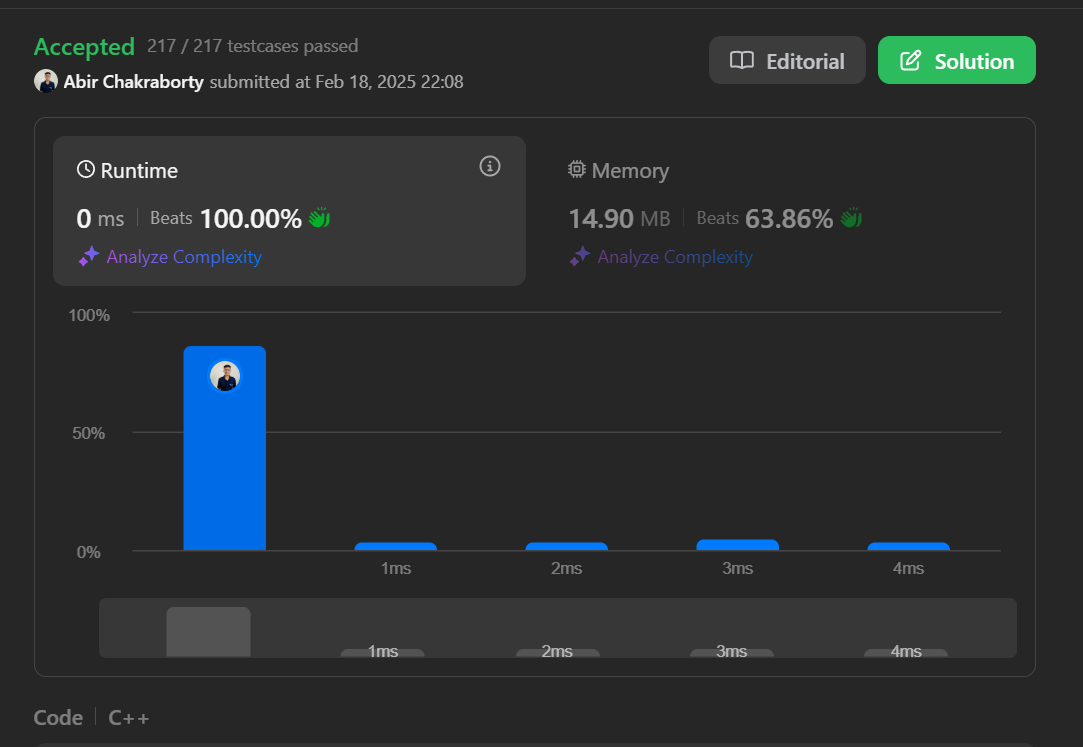 Accepted 217 / 217 testcases passed
Editorial
Solution
Abir Chakraborty submitted at Feb 18, 2025 22:08
Runtime
0 ms Beats 100.00%
Analyze Complexity
Memory
14.90 MB Beats 63.86%
Analyze Complexity
100%
50%
0%
1ms 2ms 3ms 4ms
1ms 2ms 3ms 4ms
Code C++